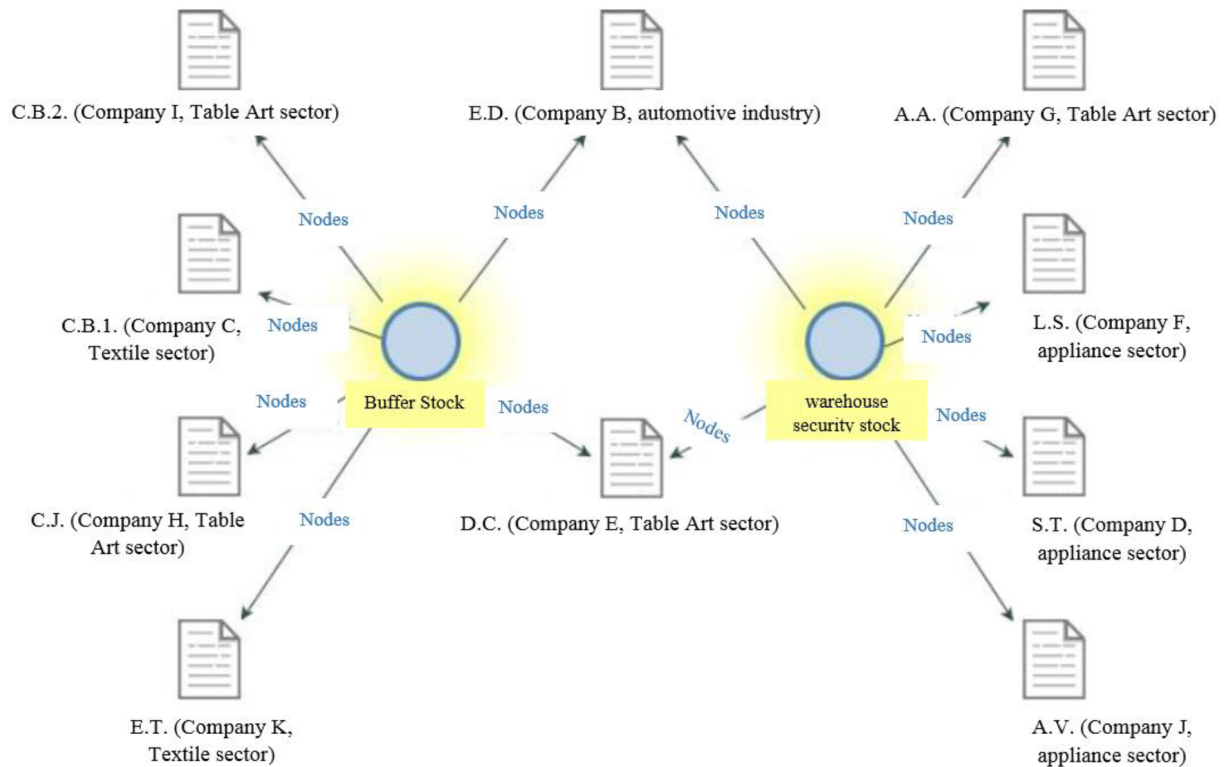 C.B.2. (Company I, Table Art sector)
E.D. (Company B, automotive industry)
A.A. (Company G, Table Art sector)
Nodes
Nodes
Nodes
Nodes
C.B.1. (Company C,
Textile sector)
Nodes
Nodes
L.S. (Company F,
appliance sector)
Nodes
Buffer Stock
Nodes
Nodes
warehouse
security stock
Nodes
C.J. (Company H, Table
Art sector)
Nodes
D.C. (Company E, Table Art sector)
Nodes
S.T. (Company D,
appliance sector)
E.T. (Company K,
Textile sector)
A.V. (Company J,
appliance sector)